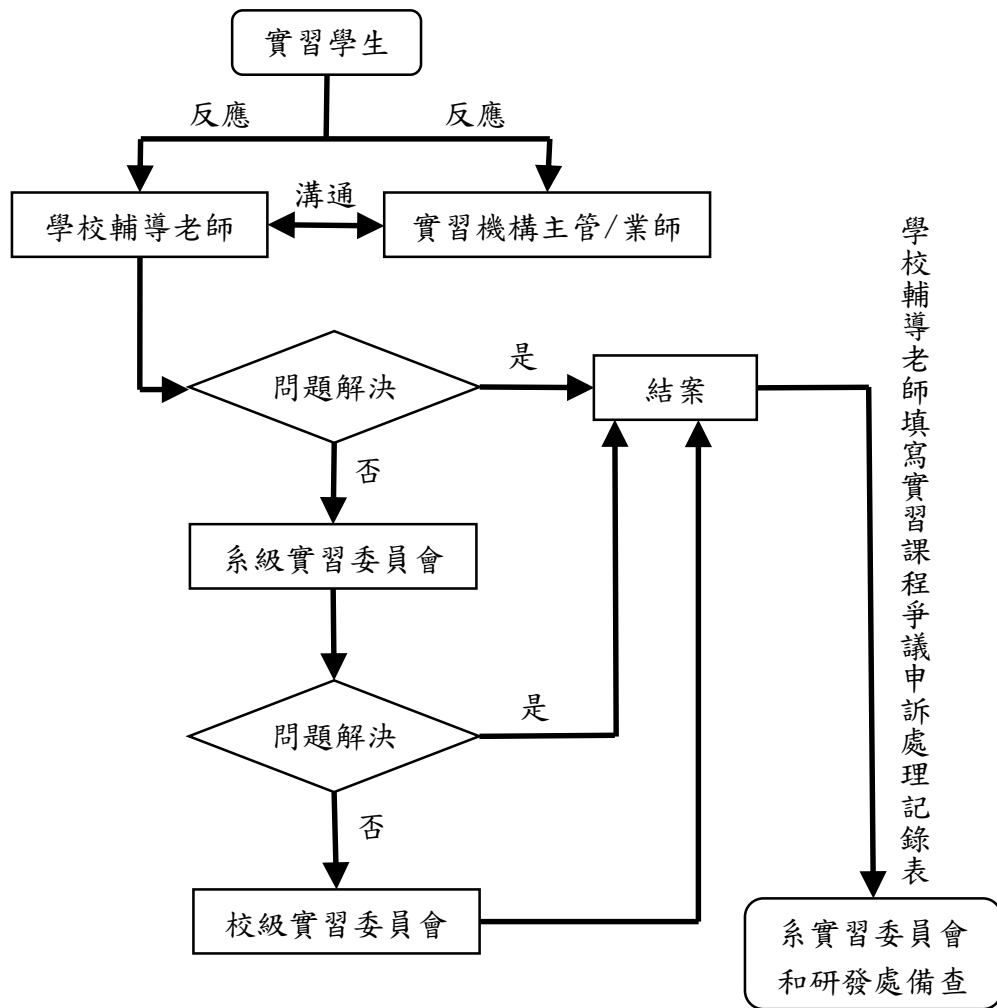 實習學生
反應
反應
學校輔導老師
溝通
實習機構主管/業師
問題解決
是
結案
否
系級實習委員會
問題解決
是
否
校級實習委員會
學校輔導老師填寫實習課程爭議申訴處理記錄表
系實習委員會
和研發處備查